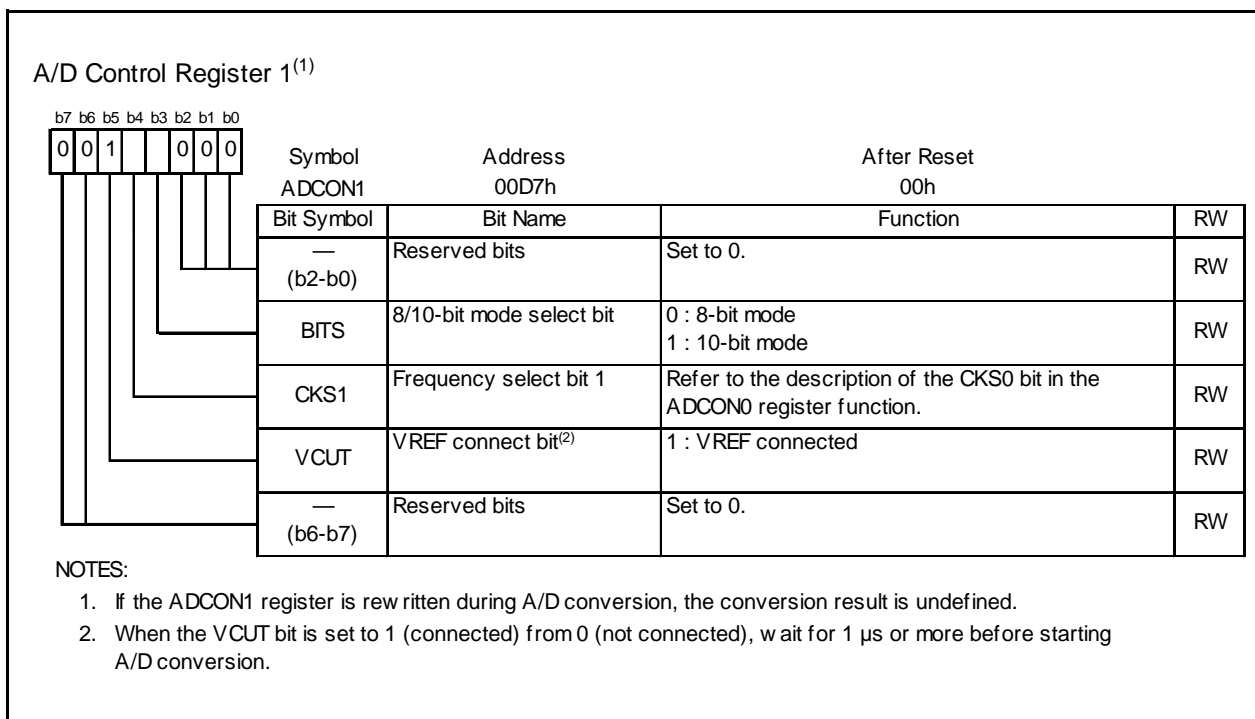 A/D Control Register 1(1)
b7 b6 b5 b4 b3 b2 b1 b0
0 0 1 0 0 0
Symbol Address After Reset
ADCON1 00D7h 00h
Bit Symbol Bit Name Function RW
— (b2-b0) Reserved bits Set to 0. RW
BITS 8/10-bit mode select bit 0 : 8-bit mode
1 : 10-bit mode RW
CKS1 Frequency select bit 1 Refer to the description of the CKS0 bit in the
ADCON0 register function. RW
VCUT VREF connect bit(2) 1 : VREF connected RW
— (b6-b7) Reserved bits Set to 0. RW
NOTES:
1. If the ADCON1 register is rewritten during A/D conversion, the conversion result is undefined.
2. When the VCUT bit is set to 1 (connected) from 0 (not connected), wait for 1 µs or more before starting
A/D conversion.